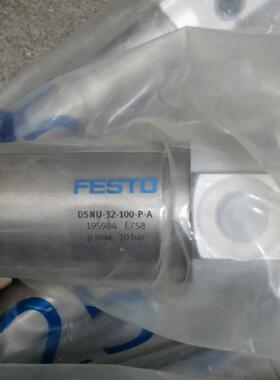 FESTO
DSNU-32-100-P-A
195984 E758
p max. 10 bar